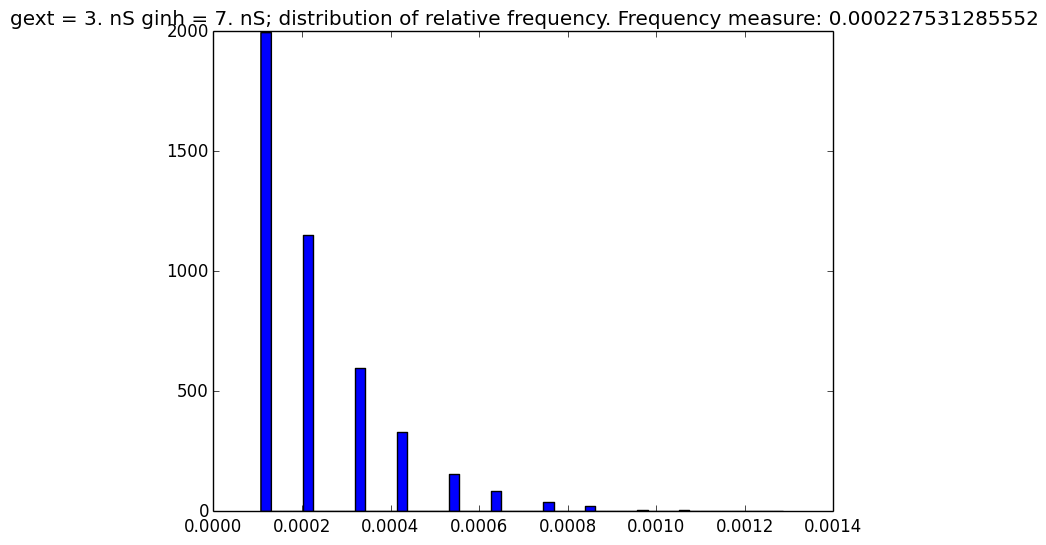 gext = 3. nS ginh = 7. nS; distribution of relative frequency. Frequency measure: 0.000227531285552
2000
1500
1000
500
0
0.0000 0.0002 0.0004 0.0006 0.0008 0.0010 0.0012 0.0014